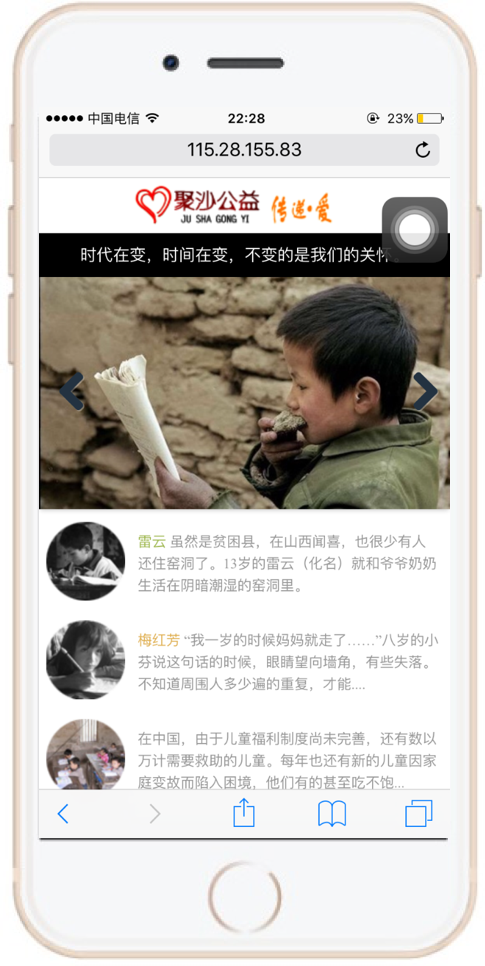 中国电信 22:28 23%
115.28.155.83
聚沙公益 传递•爱
JU SHA GONG YI
时代在变，时间在变，不变的是我们的关怀
雷云 虽然是贫困县，在山西闻喜，也很少有人
还住窑洞了。13岁的雷云（化名）就和爷爷奶奶
生活在阴暗潮湿的窑洞里。
梅红芳 “我一岁的时候妈妈就走了……”八岁的小
芬说这句话的时候，眼睛望向墙角，有些失落。
不知道周围人多少遍的重复，才能....
在中国，由于儿童福利制度尚未完善，还有数以
万计需要救助的儿童。每年也还有新的儿童因家
庭变故而陷入困境，他们有的甚至吃不饱...